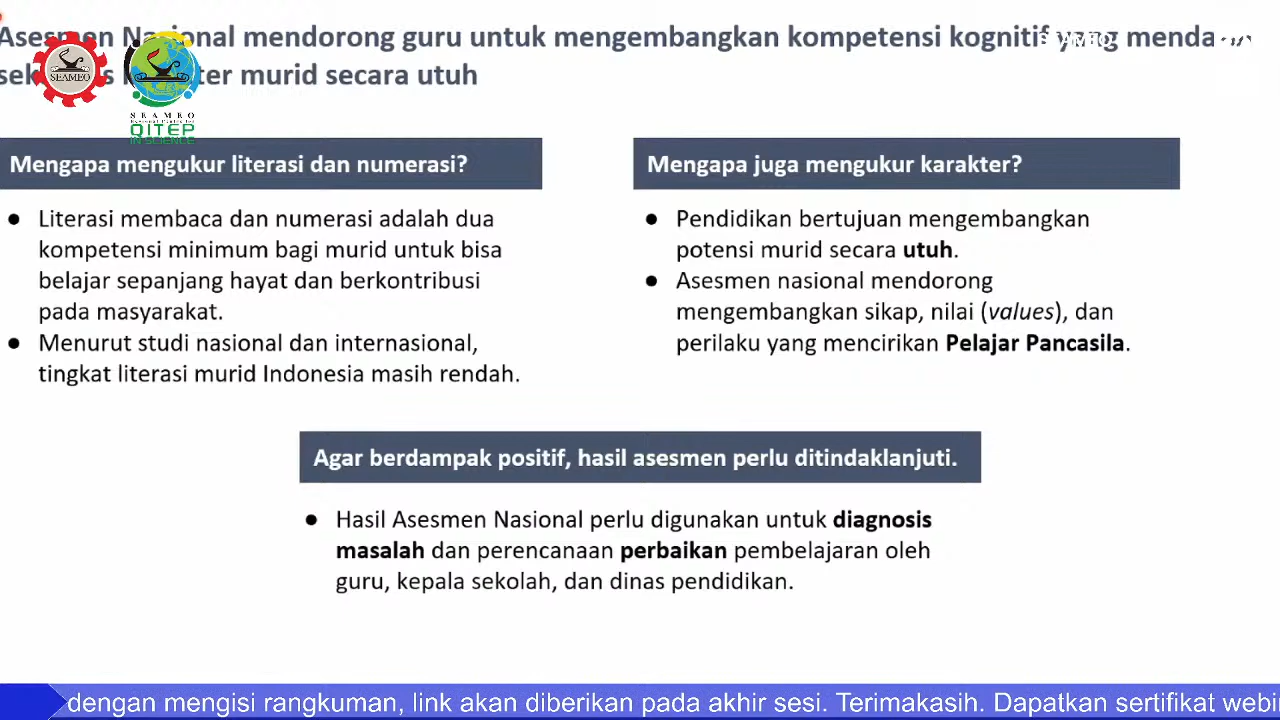 Asesmen Nasional mendorong guru untuk mengembangkan kompetensi kognitif yang
murid secara utuh
SEAMEO
SEAMEO
QITEP
IN SCIENCE
Mengapa mengukur literasi dan numerasi?
● Literasi membaca dan numerasi adalah dua
kompetensi minimum bagi murid untuk bisa
belajar sepanjang hayat dan berkontribusi
pada masyarakat.
● Menurut studi nasional dan internasional,
tingkat literasi murid Indonesia masih rendah.
Mengapa juga mengukur karakter?
● Pendidikan bertujuan mengembangkan
potensi murid secara utuh.
● Asesmen nasional mendorong
mengembangkan sikap, nilai (values), dan
perilaku yang mencirikan Pelajar Pancasila.
Agar berdampak positif, hasil asesmen perlu ditindaklanjuti.
● Hasil Asesmen Nasional perlu digunakan untuk diagnosis
masalah dan perencanaan perbaikan pembelajaran oleh
guru, kepala sekolah, dan dinas pendidikan.
dengan mengisi rangkuman, link akan diberikan pada akhir sesi. Terimakasih. Dapatkan sertifikat webi